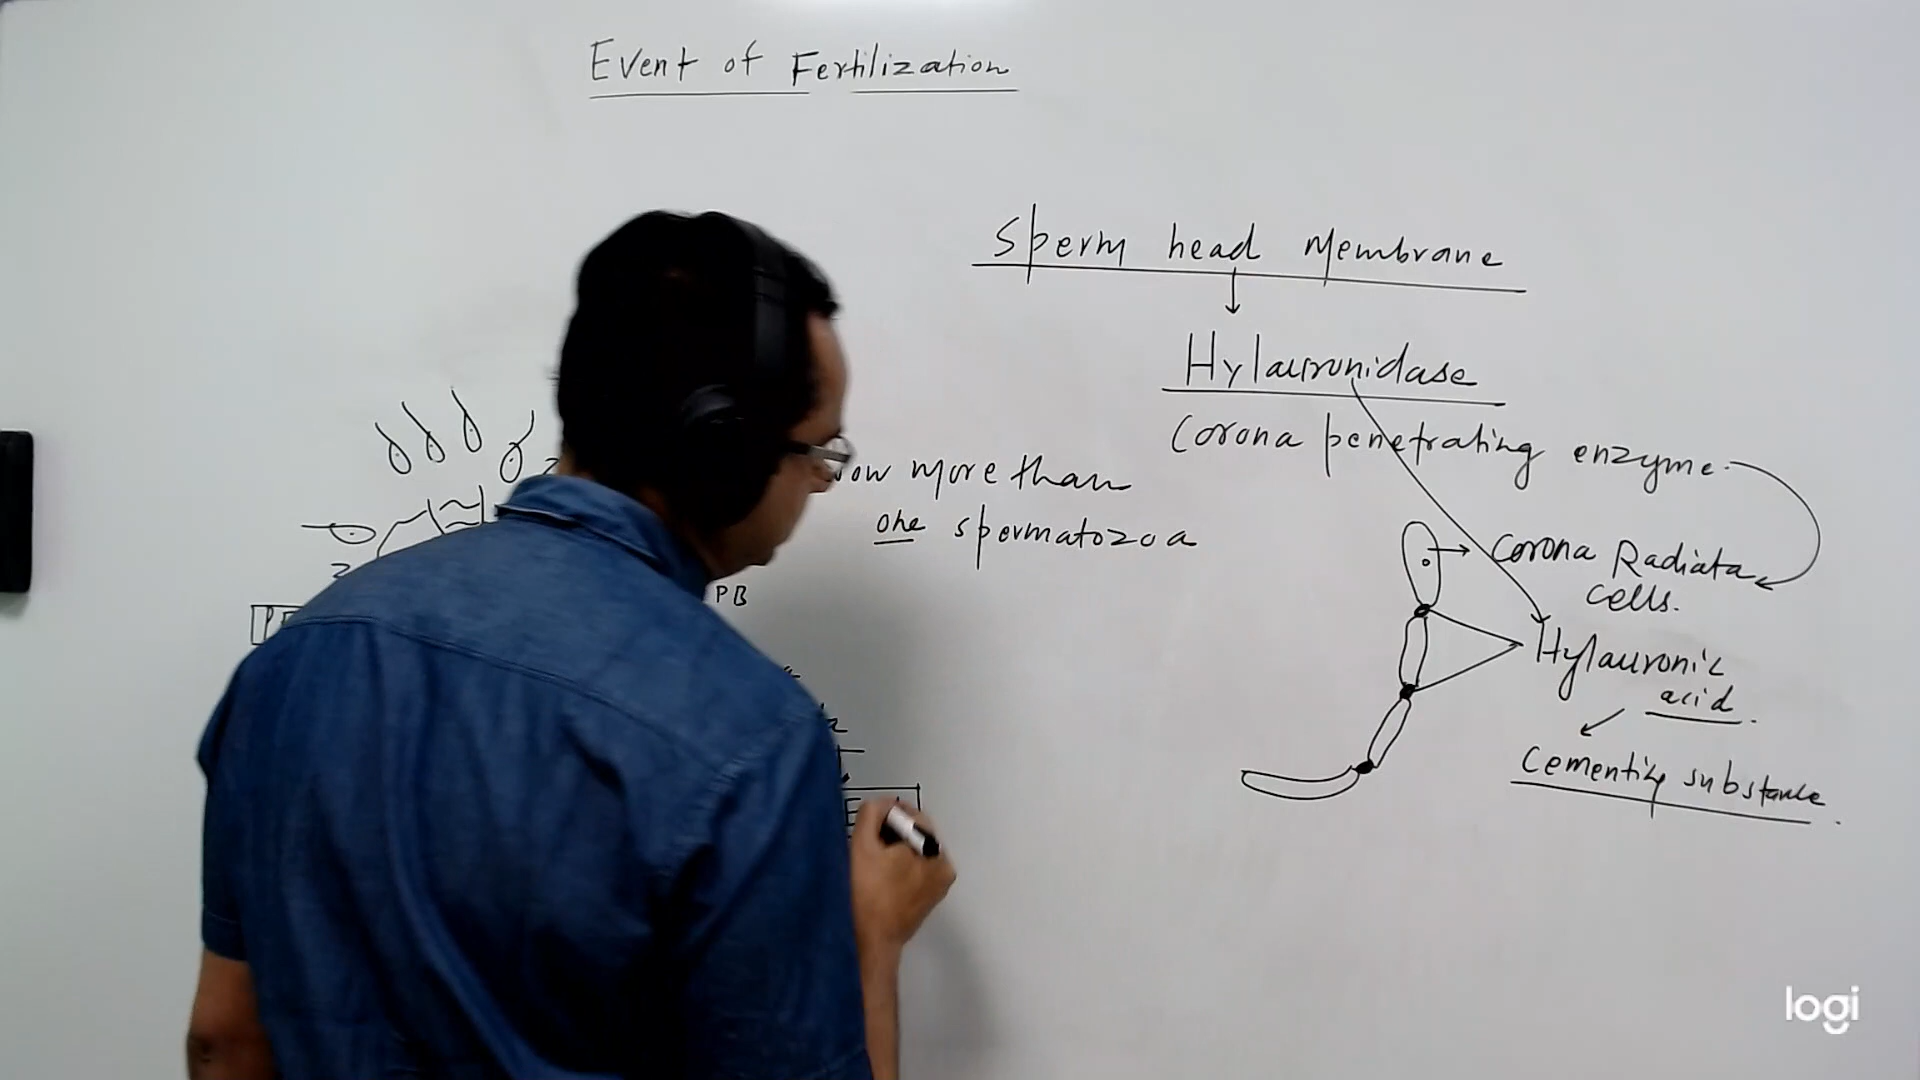 Event of Fertilization
Sperm head Membrane
Hylauronidase
Corona penetrating enzyme.
more than
one spermatozoa
Corona Radiata
cells.
PB
Hylauronic
acid.
Cementing substance.
logi